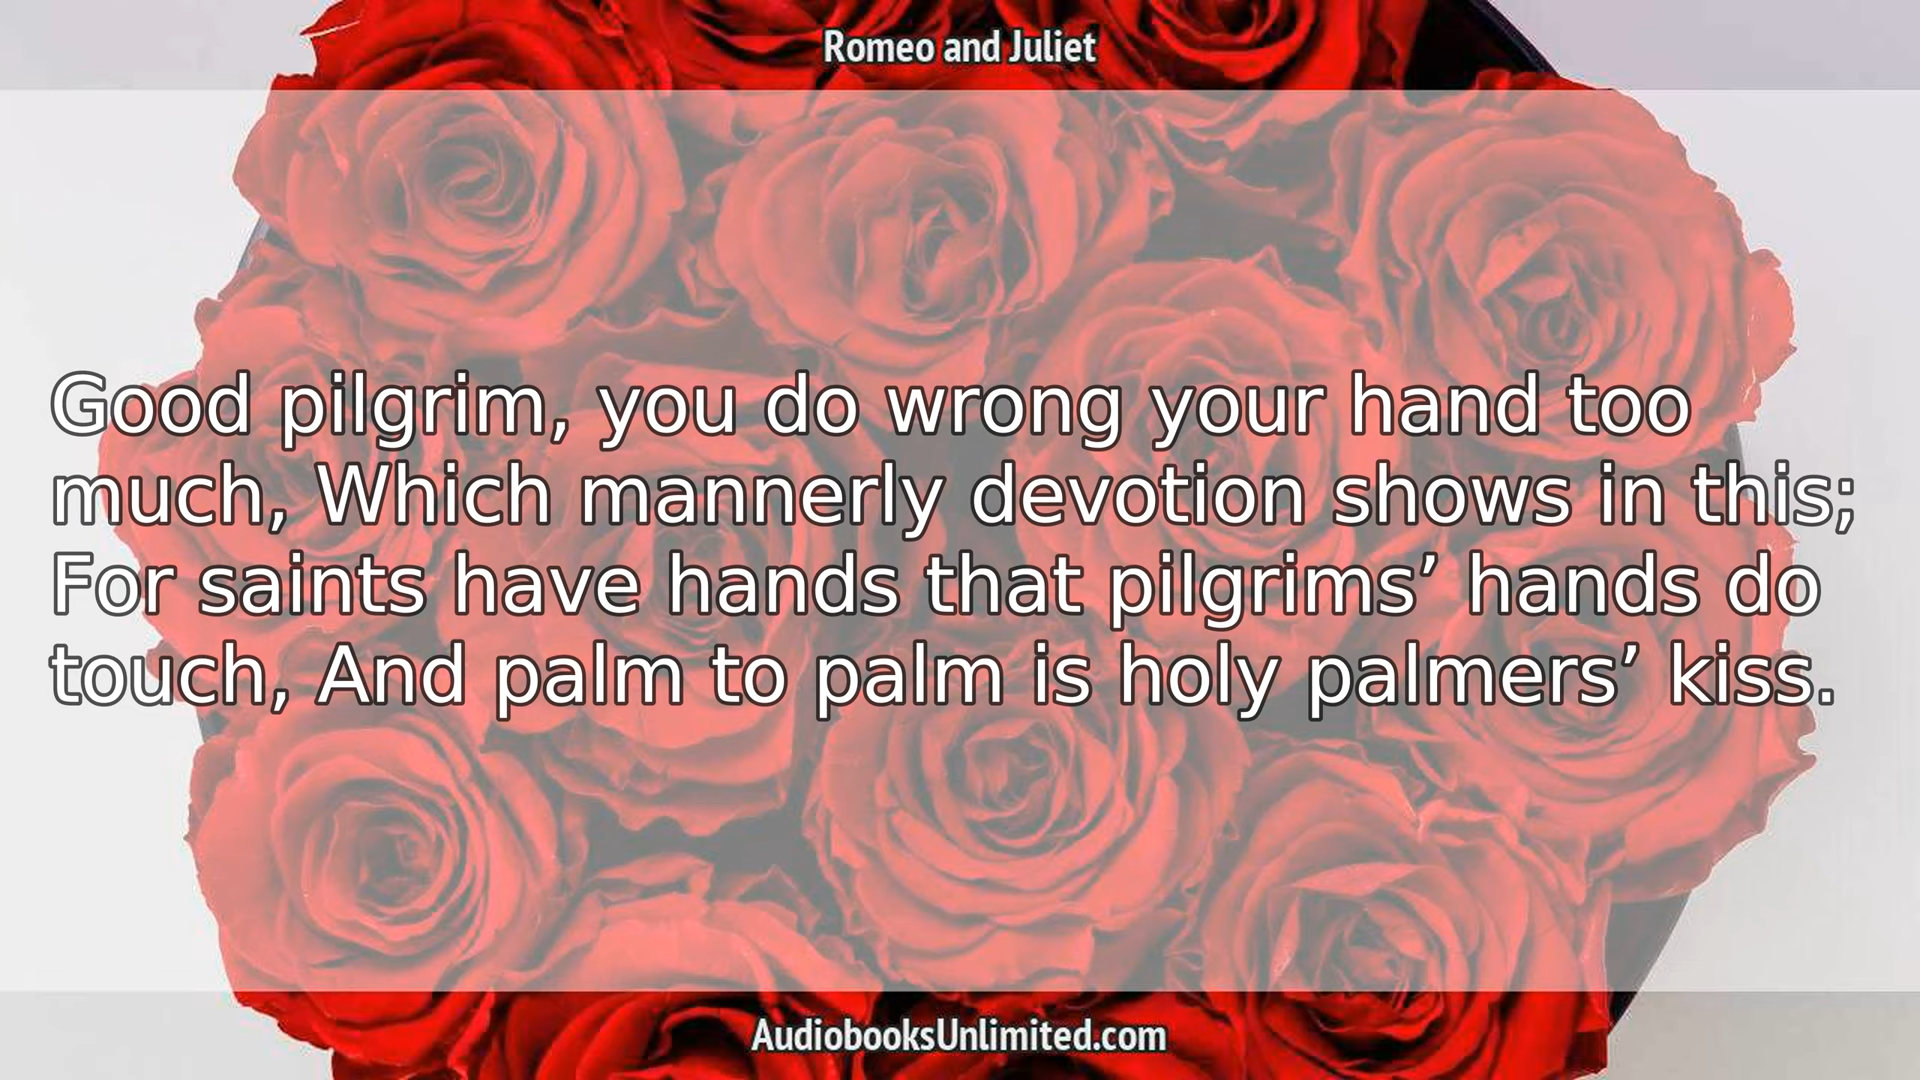 Romeo and Juliet
Good pilgrim, you do wrong your hand too
much, Which mannerly devotion shows in this;
For saints have hands that pilgrims’ hands do
touch, And palm to palm is holy palmers’ kiss.
AudiobooksUnlimited.com